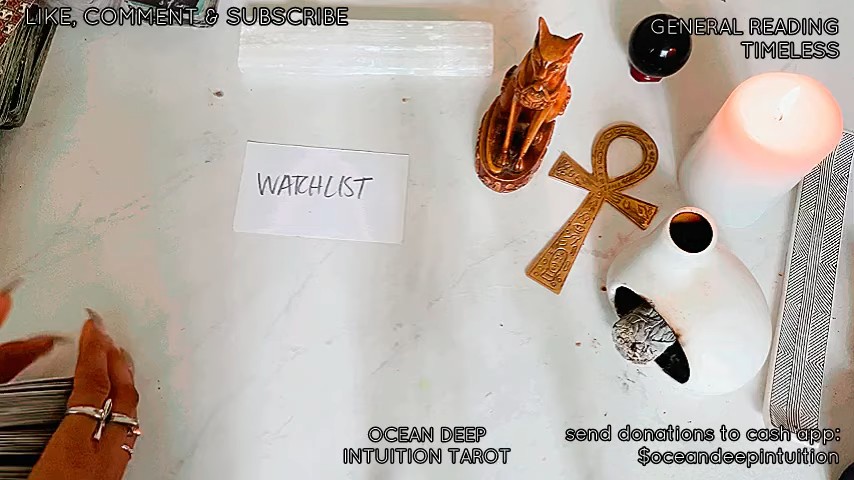 LIKE, COMMENT & SUBSCRIBE
GENERAL READING
TIMELESS
WATCHLIST
OCEAN DEEP
INTUITION TAROT
send donations to cash app:
$oceandeepintuition